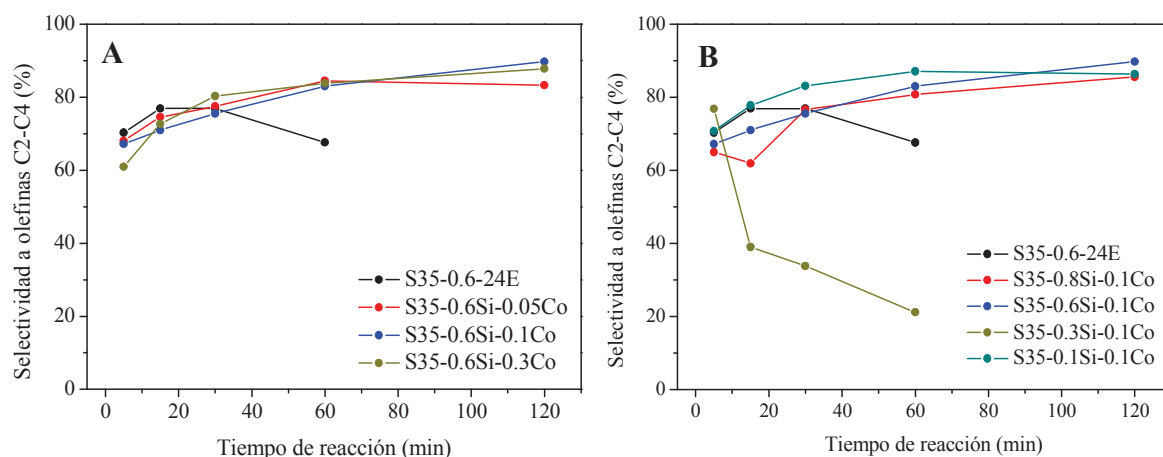 A
Selectividad a olefinas C2-C4 (%)
100
80
60
40
20
0
S35-0.6-24E
S35-0.6Si-0.05Co
S35-0.6Si-0.1Co
S35-0.6Si-0.3Co
0 20 40 60 80 100 120
Tiempo de reacción (min)
B
Selectividad a olefinas C2-C4 (%)
100
80
60
40
20
0
S35-0.6-24E
S35-0.8Si-0.1Co
S35-0.6Si-0.1Co
S35-0.3Si-0.1Co
S35-0.1Si-0.1Co
0 20 40 60 80 100 120
Tiempo de reacción (min)